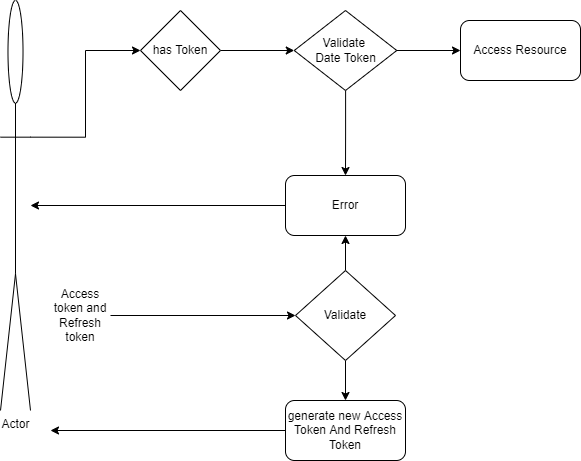 has Token
Validate
Date Token
Access Resource
Error
Access
token and
Refresh
token
Validate
Actor
generate new Access
Token And Refresh
Token